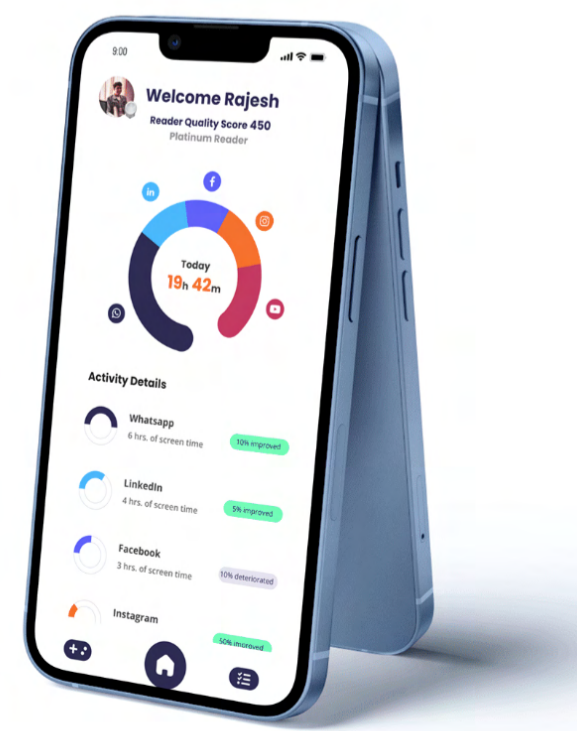 9:00
Welcome Rajesh
Reader Quality Score 450
Platinum Reader
in
f
Today
19h 42m
Activity Details
Whatsapp
6 hrs. of screen time
10% improved
LinkedIn
4 hrs. of screen time
5% improved
Facebook
3 hrs. of screen time
10% deteriorated
Instagram
50% improved